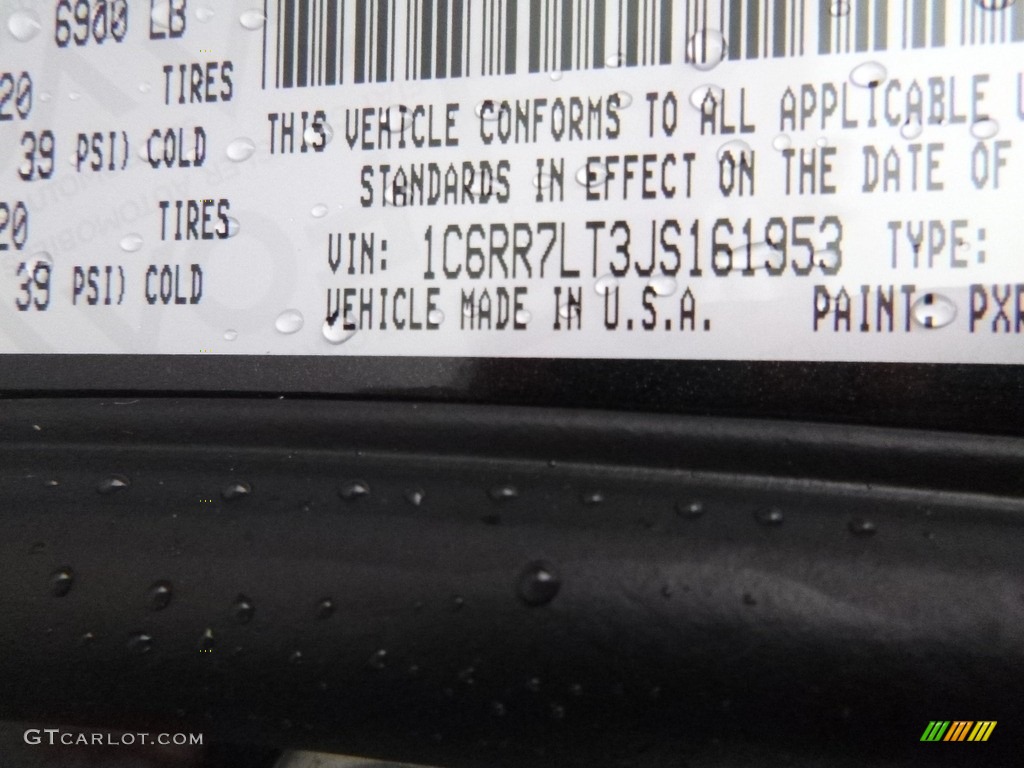 6900 LB
20 TIRES
39 PSI) COLD
20 TIRES
39 PSI) COLD
THIS VEHICLE CONFORMS TO ALL APPLICABLE U
STANDARDS IN EFFECT ON THE DATE OF
VIN: 1C6RR7LT3JS161953 TYPE:
VEHICLE MADE IN U.S.A. PAINT: PXR
GTCARLOT.COM